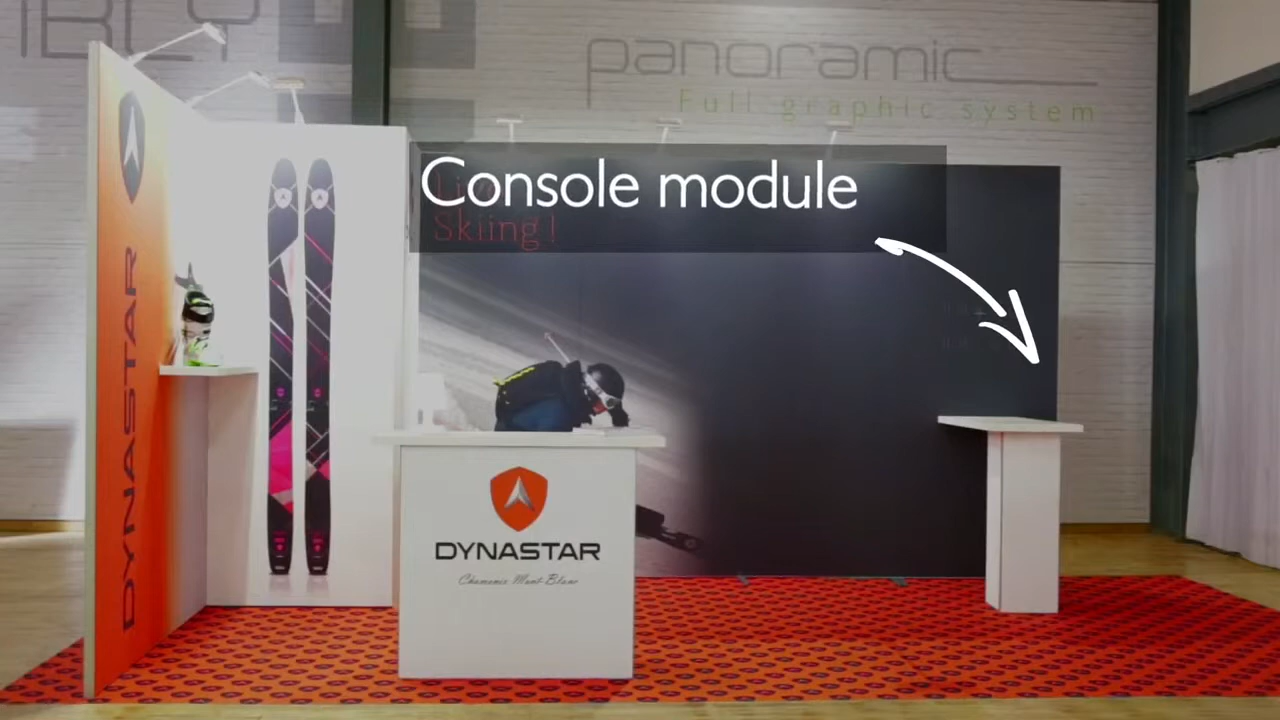 panoramic
Full graphic system
Console module
Skiing !
DYNASTAR
DYNASTAR
Chamonix Mont-Blanc